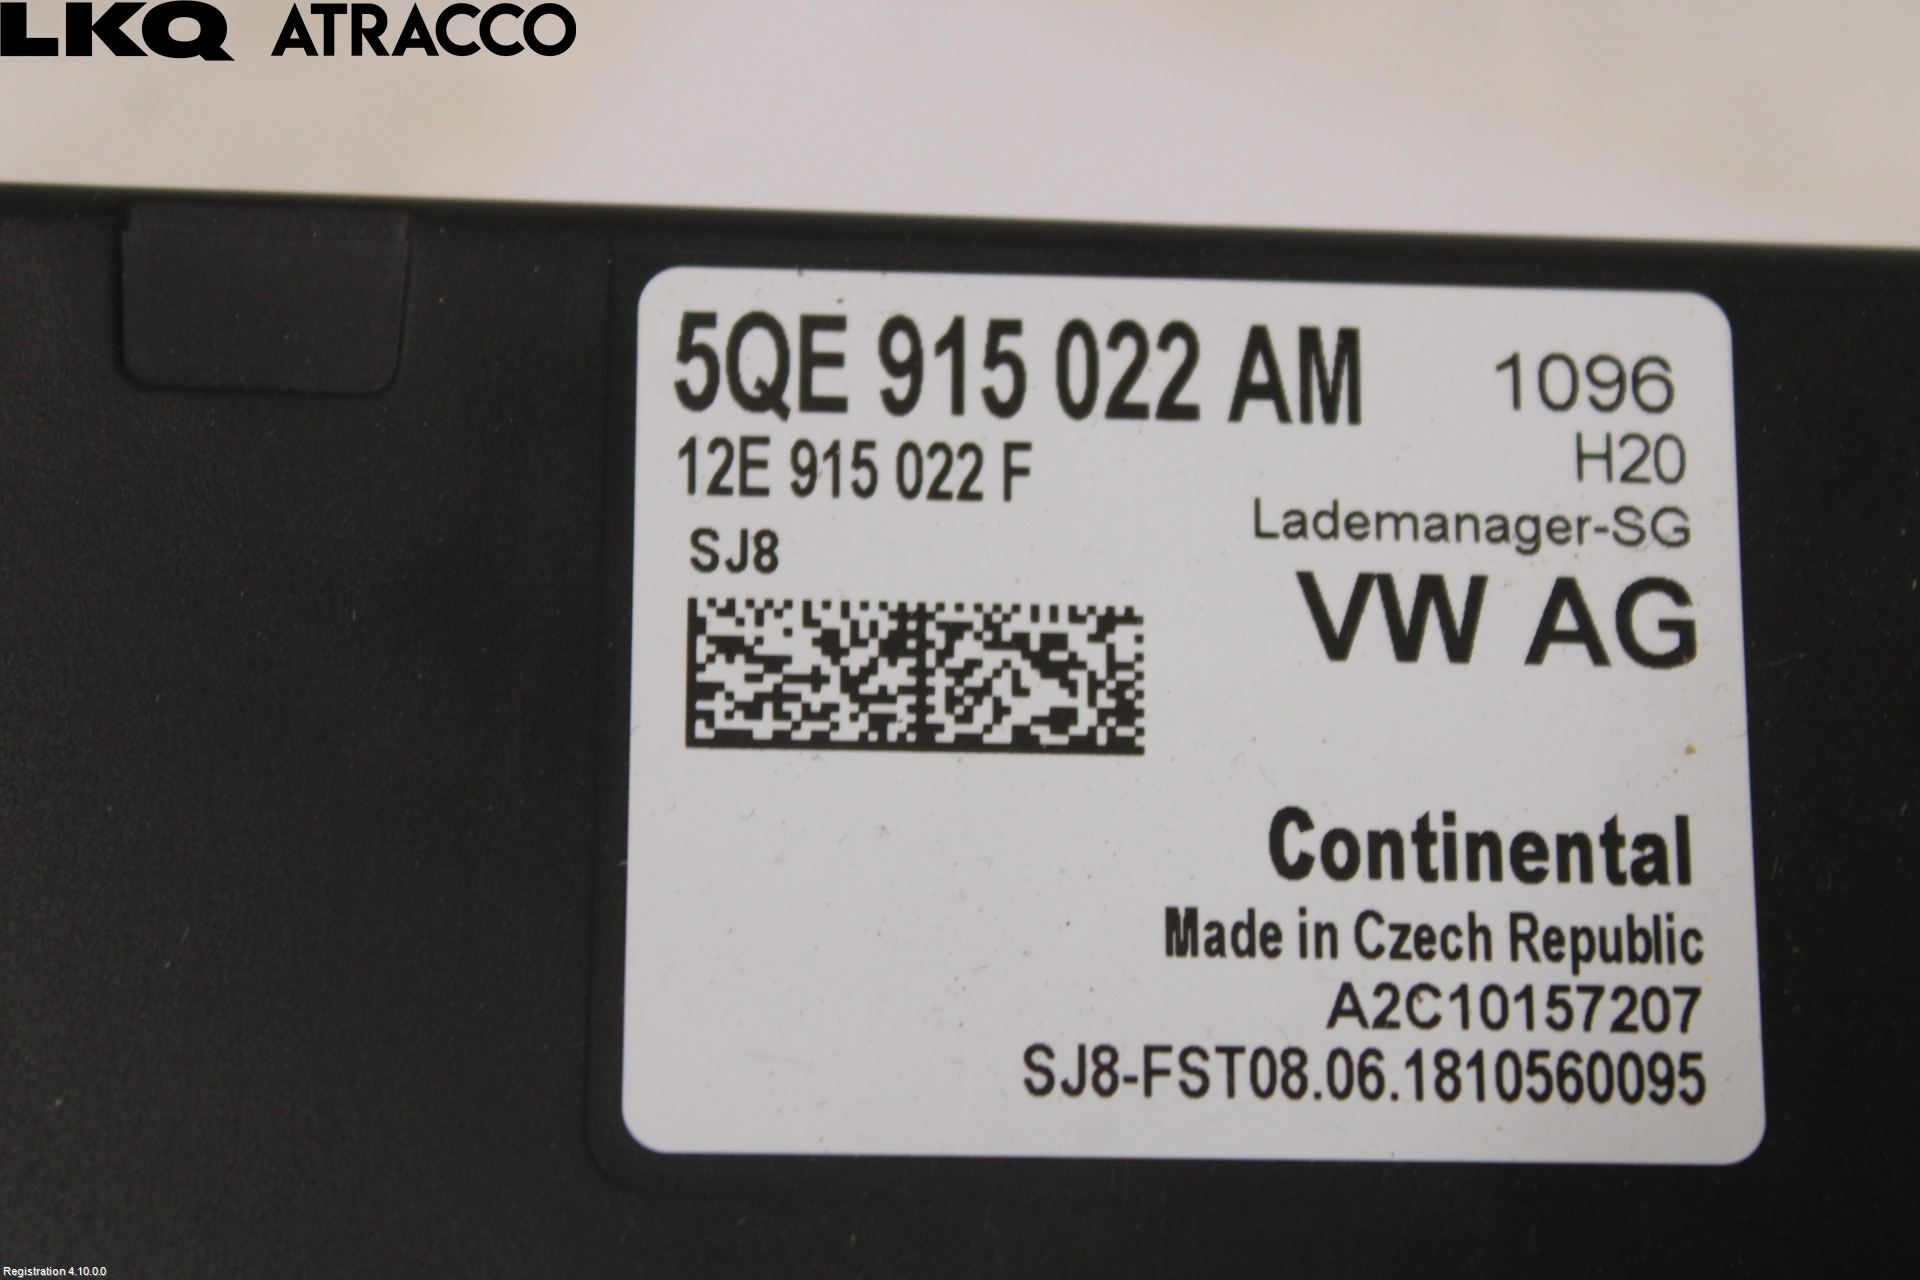 LKQ ATRACCO
5QE 915 022 AM
1096
12E 915 022 F
H20
SJ8
Lademanager-SG
VW AG
Continental
Made in Czech Republic
A2C10157207
SJ8-FST08.06.1810560095
Registration 4.10.0.0